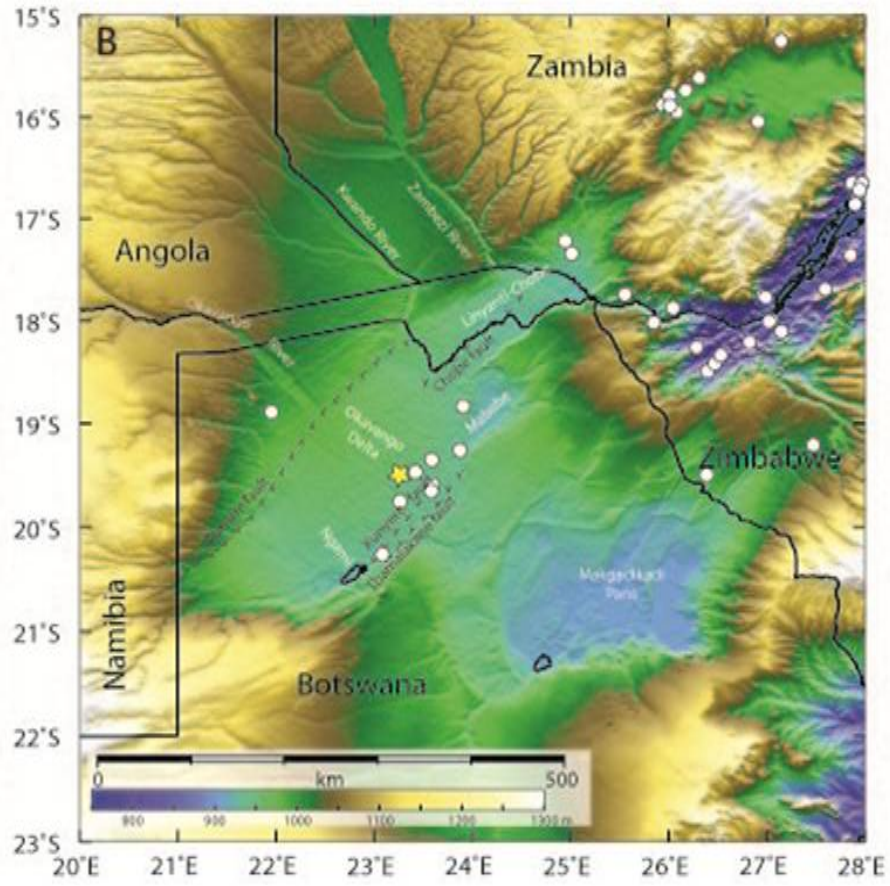 15°S
B
Zambia
16°S
17°S
Kwando River
Zambezi River
Angola
18°S
Okavango
River
Linyanti-Chobe
Chobe fault
19°S
Okavango
Delta
Mababe
Zimbabwe
20°S
Ngami
Kunyere fault
Thamalakane fault
Makgadikgadi
Pans
21°S
Namibia
Botswana
22°S
0 km 500
800 900 1000 1100 1200 1300 m
23°S
20°E 21°E 22°E 23°E 24°E 25°E 26°E 27°E 28°E